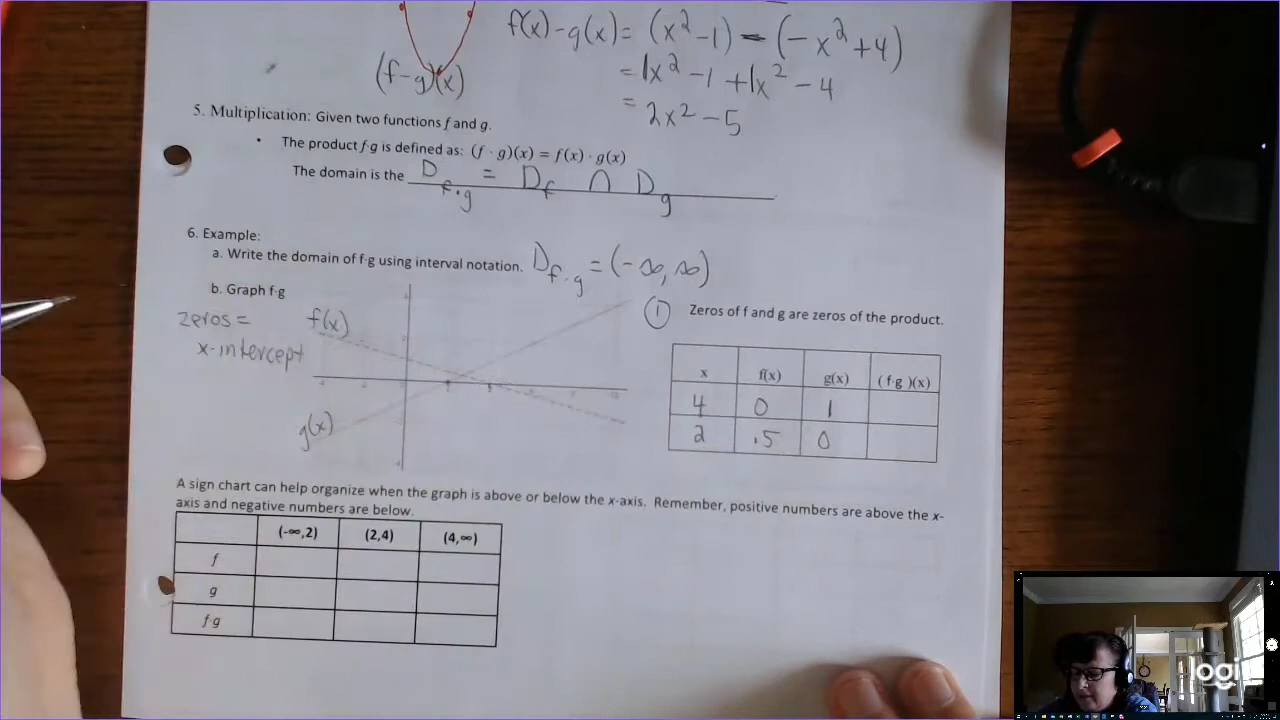 f(x)-g(x) = (x²-1) - (-x²+4)
= 1x² -1 +1x² -4
= 2x² -5
(f-g)(x)
5. Multiplication: Given two functions f and g.
• The product f·g is defined as: (f · g)(x) = f(x) · g(x)
The domain is the D f·g = D f ∩ D g
6. Example:
a. Write the domain of f·g using interval notation. D f·g = (-∞, ∞)
b. Graph f·g
zeros =
x-intercept
f(x)
g(x)
① Zeros of f and g are zeros of the product.
x f(x) g(x) (f·g )(x)
4 0 1
2 .5 0
A sign chart can help organize when the graph is above or below the x-axis. Remember, positive numbers are above the x-
axis and negative numbers are below.
(-∞,2) (2,4) (4,∞)
f
g
f·g
logi